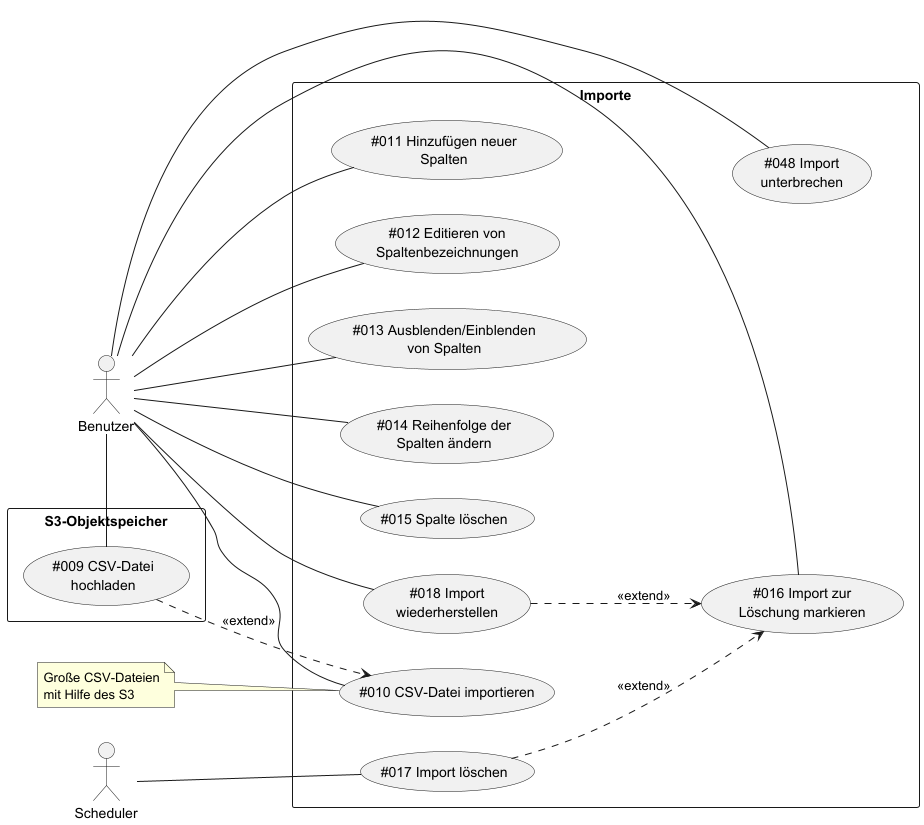 Importe
#011 Hinzufügen neuer
Spalten
#048 Import
unterbrechen
#012 Editieren von
Spaltenbezeichnungen
#013 Ausblenden/Einblenden
von Spalten
Benutzer
#014 Reihenfolge der
Spalten ändern
S3-Objektspeicher
#015 Spalte löschen
#009 CSV-Datei
hochladen
#018 Import
wiederherstellen
«extend»
#016 Import zur
Löschung markieren
«extend»
Große CSV-Dateien
mit Hilfe des S3
#010 CSV-Datei importieren
«extend»
#017 Import löschen
Scheduler